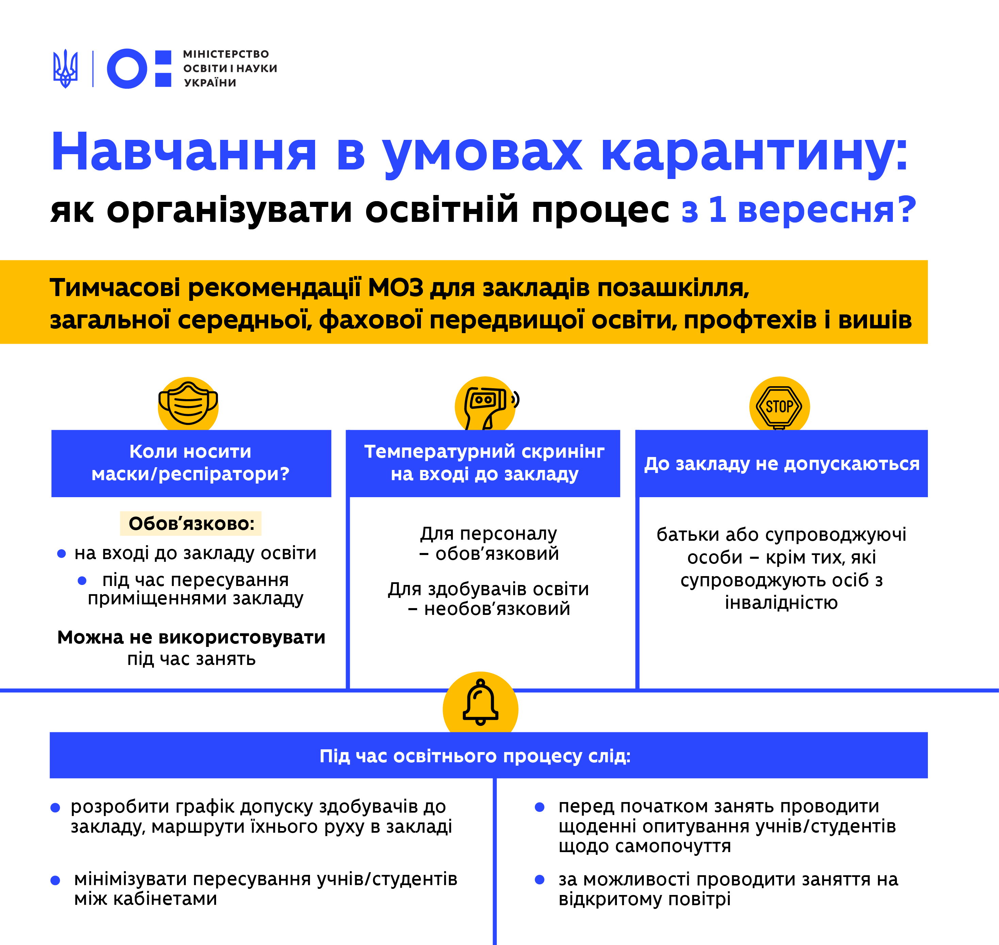 МІНІСТЕРСТВО
ОСВІТИ І НАУКИ
УКРАЇНИ
Навчання в умовах карантину:
як організувати освітній процес з 1 вересня?
Тимчасові рекомендації МОЗ для закладів позашкілля,
загальної середньої, фахової передвищої освіти, профтехів і вишів
Коли носити
маски/респіратори?
Обов’язково:
на вході до закладу освіти
під час пересування
приміщеннями закладу
Можна не використовувати
під час занять
Температурний скринінг
на вході до закладу
Для персоналу
– обов’язковий
Для здобувачів освіти
– необов’язковий
STOP
До закладу не допускаються
батьки або супроводжуючі
особи – крім тих, які
супроводжують осіб з
інвалідністю
Під час освітнього процесу слід:
розробити графік допуску здобувачів до
закладу, маршрути їхнього руху в закладі
мінімізувати пересування учнів/студентів
між кабінетами
перед початком занять проводити
щоденні опитування учнів/студентів
щодо самопочуття
за можливості проводити заняття на
відкритому повітрі